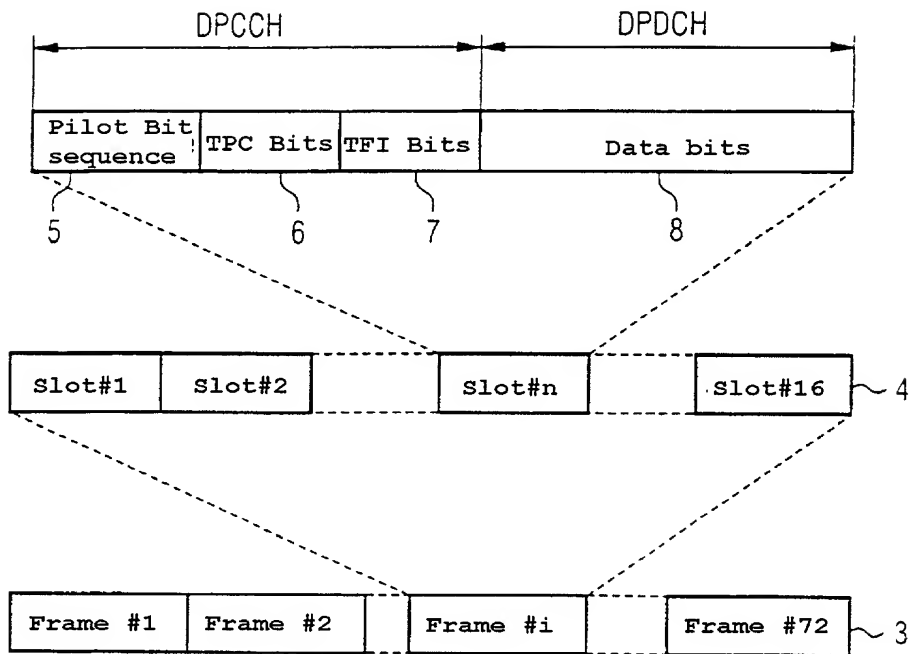 DPCCH DPDCH
Pilot Bit sequence TPC Bits TFI Bits Data bits
5 6 7 8
Slot#1 Slot#2 Slot#n Slot#16 4
Frame #1 Frame #2 Frame #i Frame #72 3